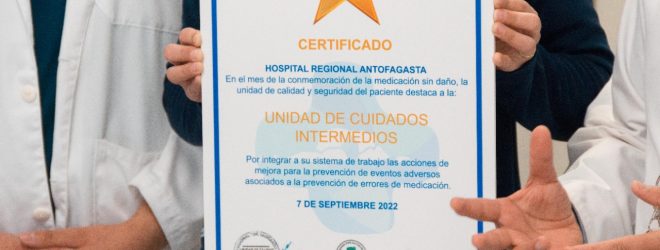 CERTIFICADO
HOSPITAL REGIONAL ANTOFAGASTA
En el mes de la conmemoración de la medicación sin daño, la
unidad de calidad y seguridad del paciente destaca a la:
UNIDAD DE CUIDADOS
INTERMEDIOS
Por integrar a su sistema de trabajo las acciones de
mejora para la prevención de eventos adversos
asociados a la prevención de errores de medicación.
7 DE SEPTIEMBRE 2022